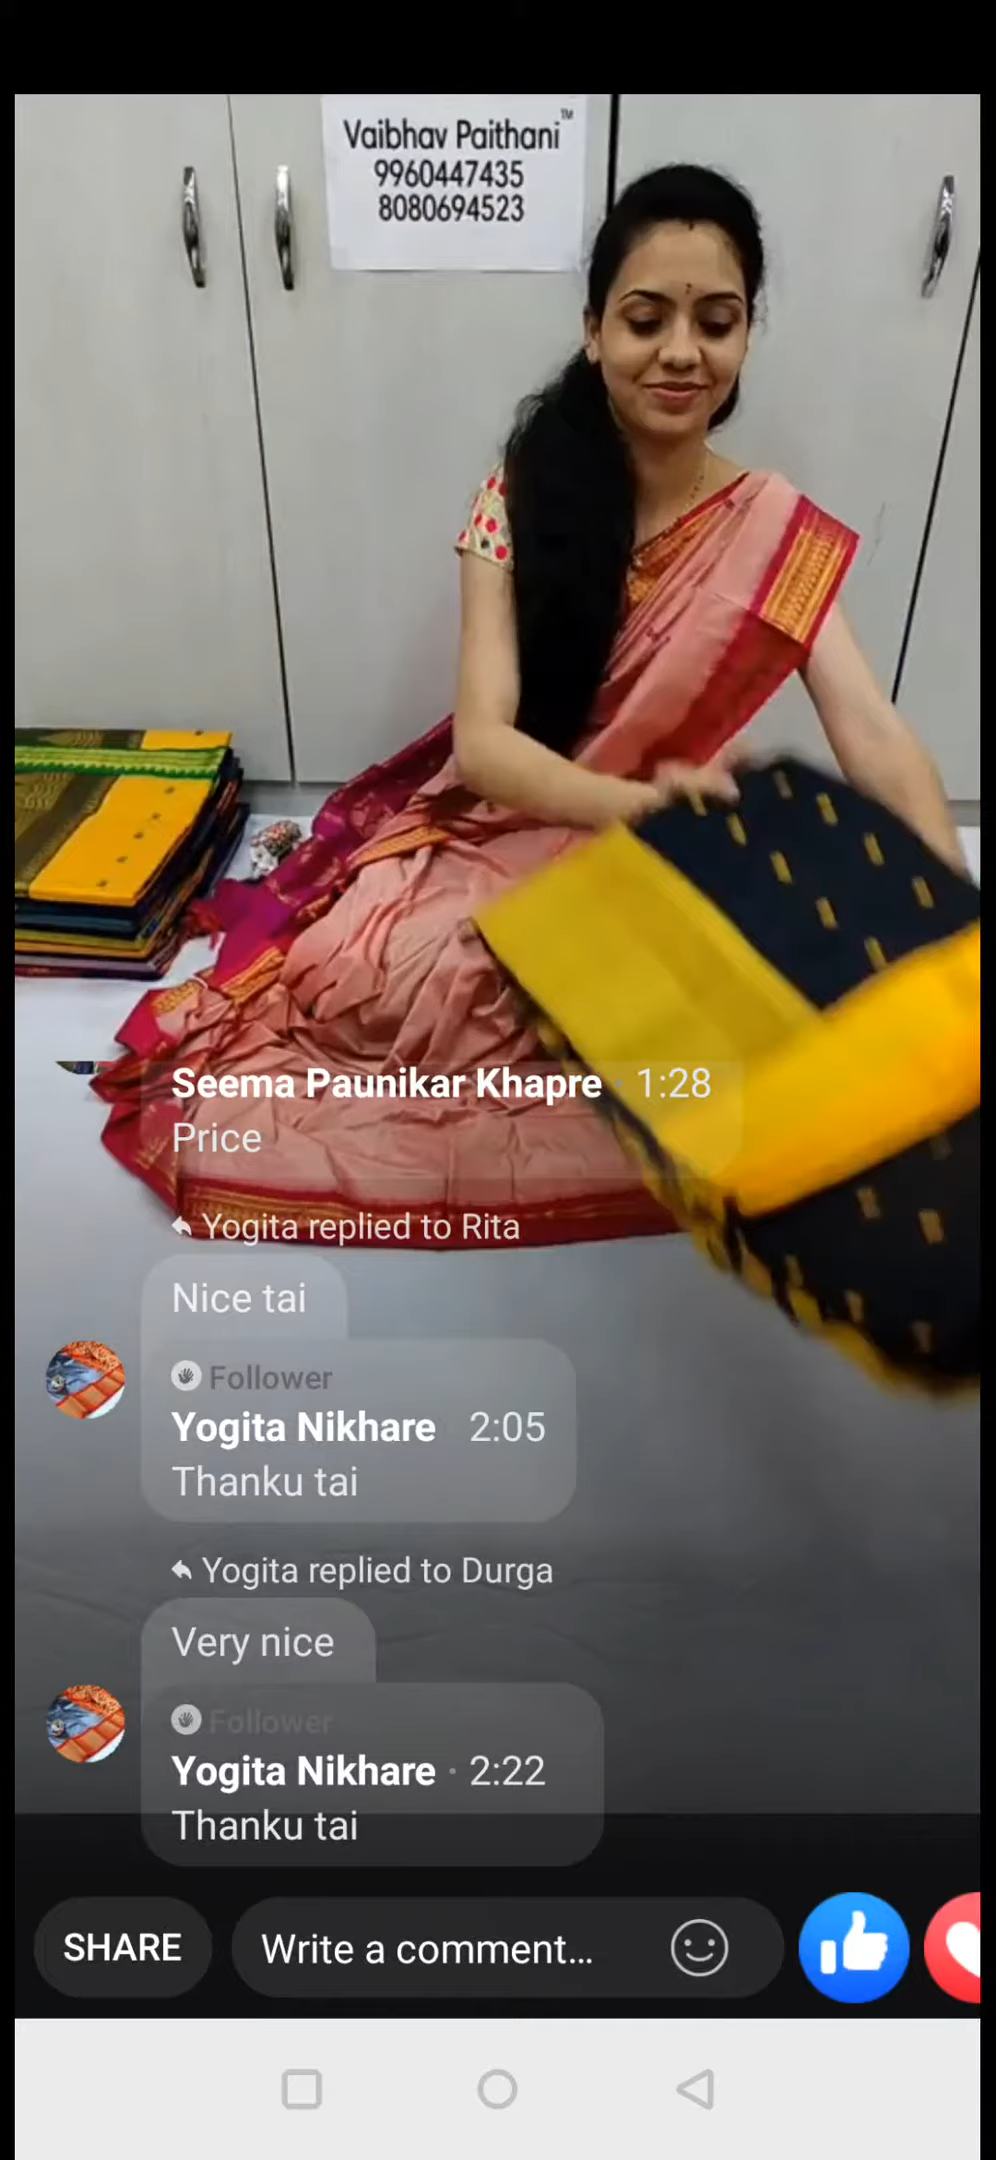 Vaibhav Paithani™
9960447435
8080694523
Seema Paunikar Khapre · 1:28
Price
Yogita replied to Rita
Nice tai
Follower
Yogita Nikhare 2:05
Thanku tai
Yogita replied to Durga
Very nice
Follower
Yogita Nikhare · 2:22
Thanku tai
SHARE
Write a comment...